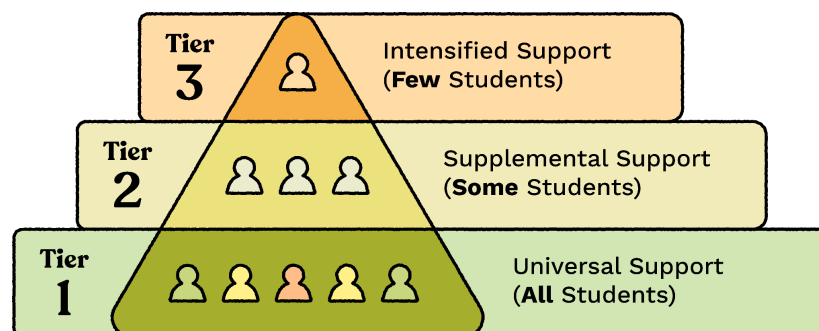 Tier
3
Intensified Support
(Few Students)
Tier
2
Supplemental Support
(Some Students)
Tier
1
Universal Support
(All Students)